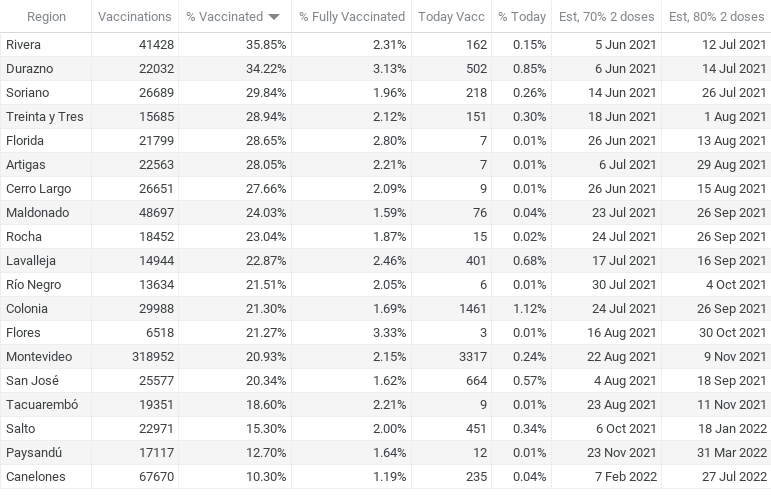 Region Vaccinations % Vaccinated % Fully Vaccinated Today Vacc % Today Est, 70% 2 doses Est, 80% 2 doses
Rivera 41428 35.85% 2.31% 162 0.15% 5 Jun 2021 12 Jul 2021
Durazno 22032 34.22% 3.13% 502 0.85% 6 Jun 2021 14 Jul 2021
Soriano 26689 29.84% 1.96% 218 0.26% 14 Jun 2021 26 Jul 2021
Treinta y Tres 15685 28.94% 2.12% 151 0.30% 18 Jun 2021 1 Aug 2021
Florida 21799 28.65% 2.80% 7 0.01% 26 Jun 2021 13 Aug 2021
Artigas 22563 28.05% 2.21% 7 0.01% 6 Jul 2021 29 Aug 2021
Cerro Largo 26651 27.66% 2.09% 9 0.01% 26 Jun 2021 15 Aug 2021
Maldonado 48697 24.03% 1.59% 76 0.04% 23 Jul 2021 26 Sep 2021
Rocha 18452 23.04% 1.87% 15 0.02% 24 Jul 2021 26 Sep 2021
Lavalleja 14944 22.87% 2.46% 401 0.68% 17 Jul 2021 16 Sep 2021
Río Negro 13634 21.51% 2.05% 6 0.01% 30 Jul 2021 4 Oct 2021
Colonia 29988 21.30% 1.69% 1461 1.12% 24 Jul 2021 26 Sep 2021
Flores 6518 21.27% 3.33% 3 0.01% 16 Aug 2021 30 Oct 2021
Montevideo 318952 20.93% 2.15% 3317 0.24% 22 Aug 2021 9 Nov 2021
San José 25577 20.34% 1.62% 664 0.57% 4 Aug 2021 18 Sep 2021
Tacuarembó 19351 18.60% 2.21% 9 0.01% 23 Aug 2021 11 Nov 2021
Salto 22971 15.30% 2.00% 451 0.34% 6 Oct 2021 18 Jan 2022
Paysandú 17117 12.70% 1.64% 12 0.01% 23 Nov 2021 31 Mar 2022
Canelones 67670 10.30% 1.19% 235 0.04% 7 Feb 2022 27 Jul 2022